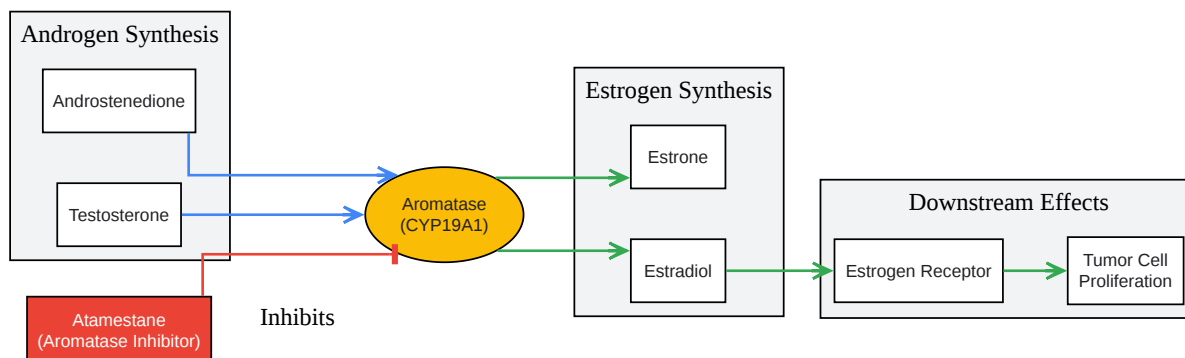 Androgen Synthesis
Androstenedione
Testosterone
Atamestane
(Aromatase Inhibitor)
Inhibits
Aromatase
(CYP19A1)
Estrogen Synthesis
Estrone
Estradiol
Downstream Effects
Estrogen Receptor
Tumor Cell
Proliferation